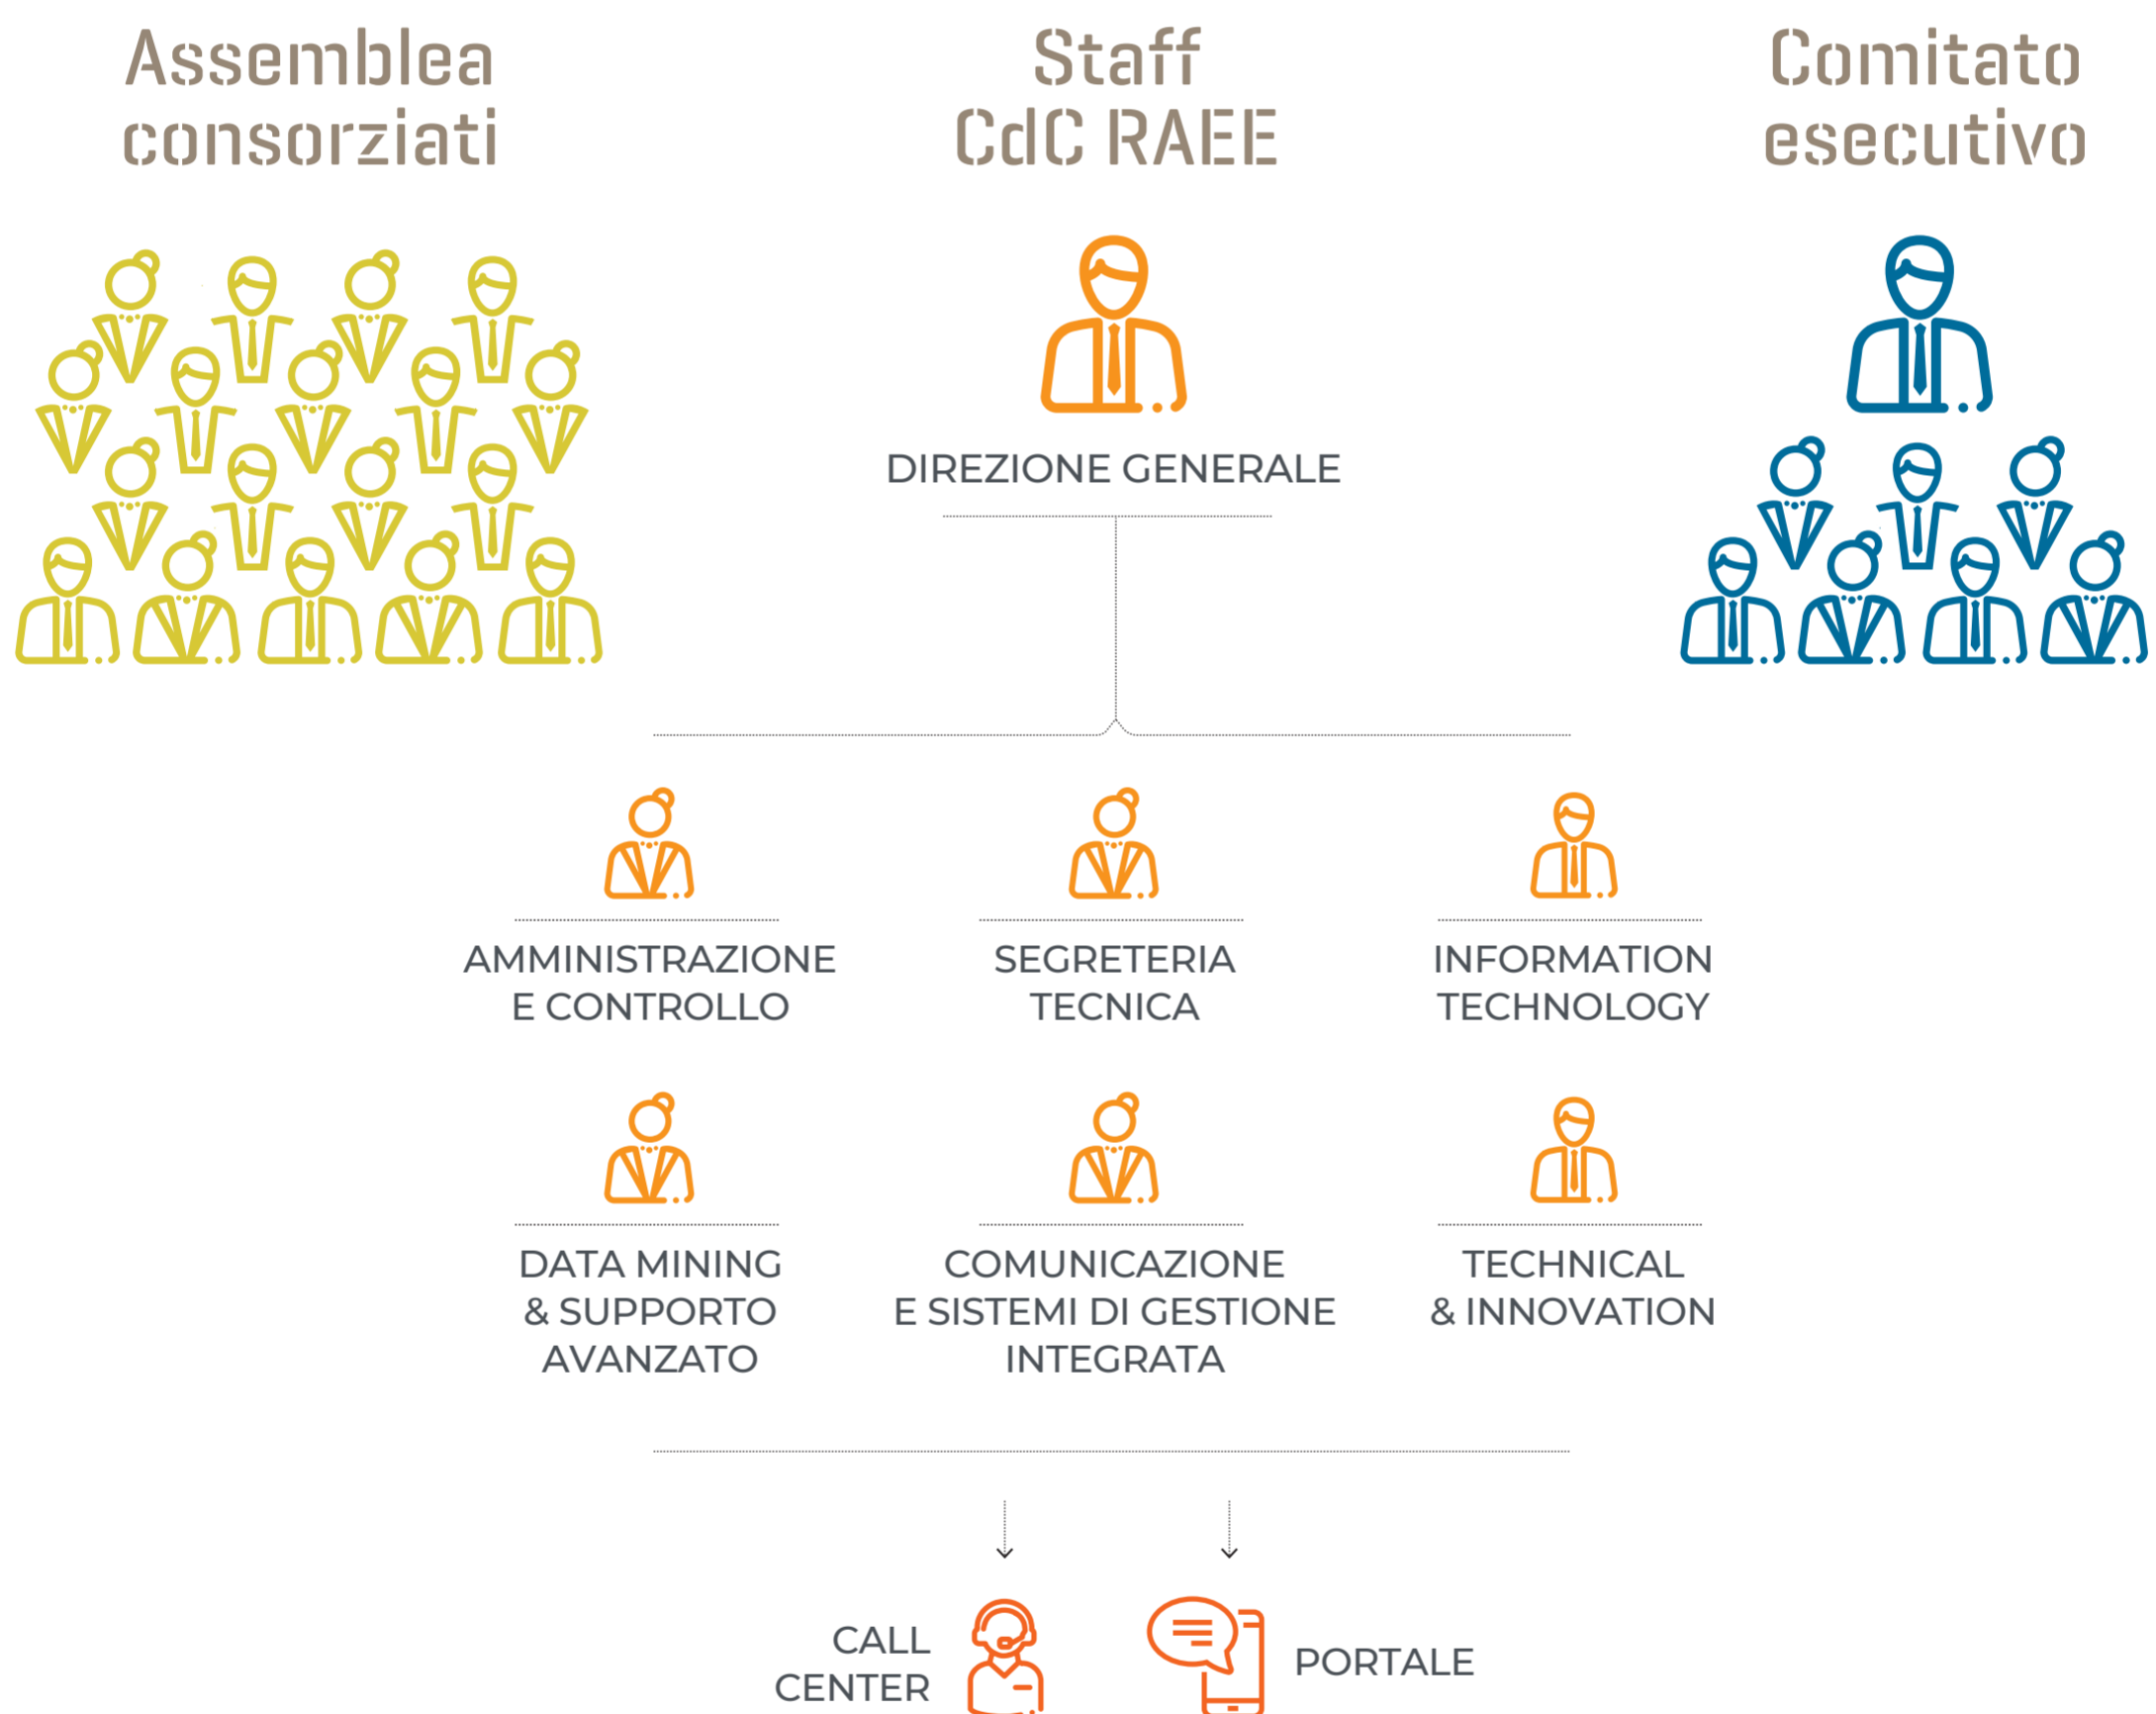 Assemblea
consorziati
Staff
CdC RAEE
Comitato
esecutivo
DIREZIONE GENERALE
AMMINISTRAZIONE
E CONTROLLO
SEGRETERIA
TECNICA
INFORMATION
TECHNOLOGY
DATA MINING
& SUPPORTO
AVANZATO
COMUNICAZIONE
E SISTEMI DI GESTIONE
INTEGRATA
TECHNICAL
& INNOVATION
CALL
CENTER
PORTALE